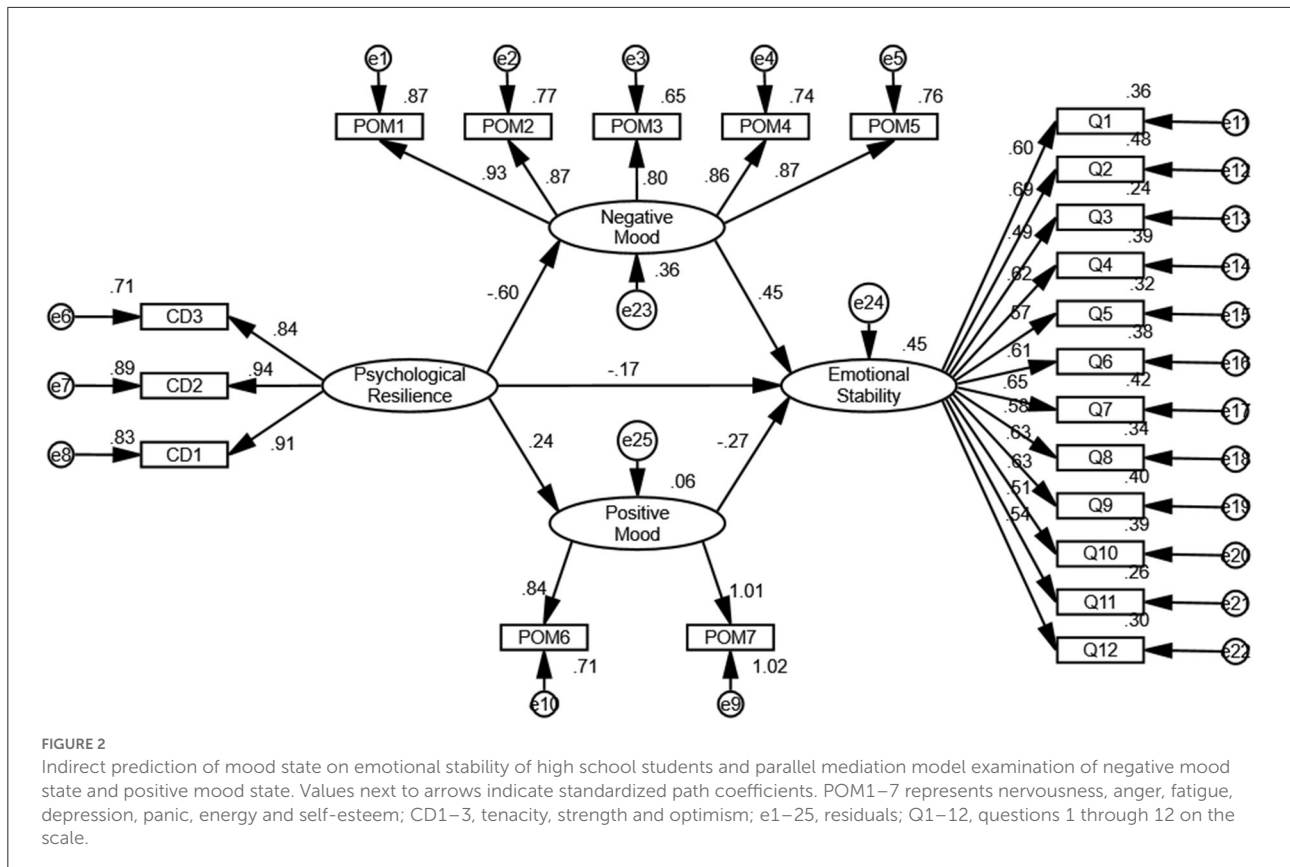 e1
e2
e3
e4
e5
.87
.77
.65
.74
.76
.36
POM1
POM2
POM3
POM4
POM5
Q1
e11
.48
.60
.93
.87
.80
.86
.87
Q2
e12
.24
.69
Negative
Mood
Q3
e13
.39
.49
.36
e23
Q4
e14
.32
.62
.71
e6
CD3
.84
-.60
.45
e24
Q5
e15
.38
.57
.45
.89
e7
CD2
.94
Psychological
Resilience
-.17
Emotional
Stability
Q6
e16
.42
.61
.65
Q7
e17
.34
.58
.83
e8
CD1
.91
.24
e25
-.27
Q8
e18
.40
.63
.63
.06
Q9
e19
.39
.51
Positive
Mood
.54
Q10
e20
.26
.84
1.01
Q11
e21
.30
POM6
POM7
Q12
e22
.71
1.02
e10
e9
FIGURE 2
Indirect prediction of mood state on emotional stability of high school students and parallel mediation model examination of negative mood
state and positive mood state. Values next to arrows indicate standardized path coefficients. POM1–7 represents nervousness, anger, fatigue,
depression, panic, energy and self-esteem; CD1–3, tenacity, strength and optimism; e1–25, residuals; Q1–12, questions 1 through 12 on the
scale.